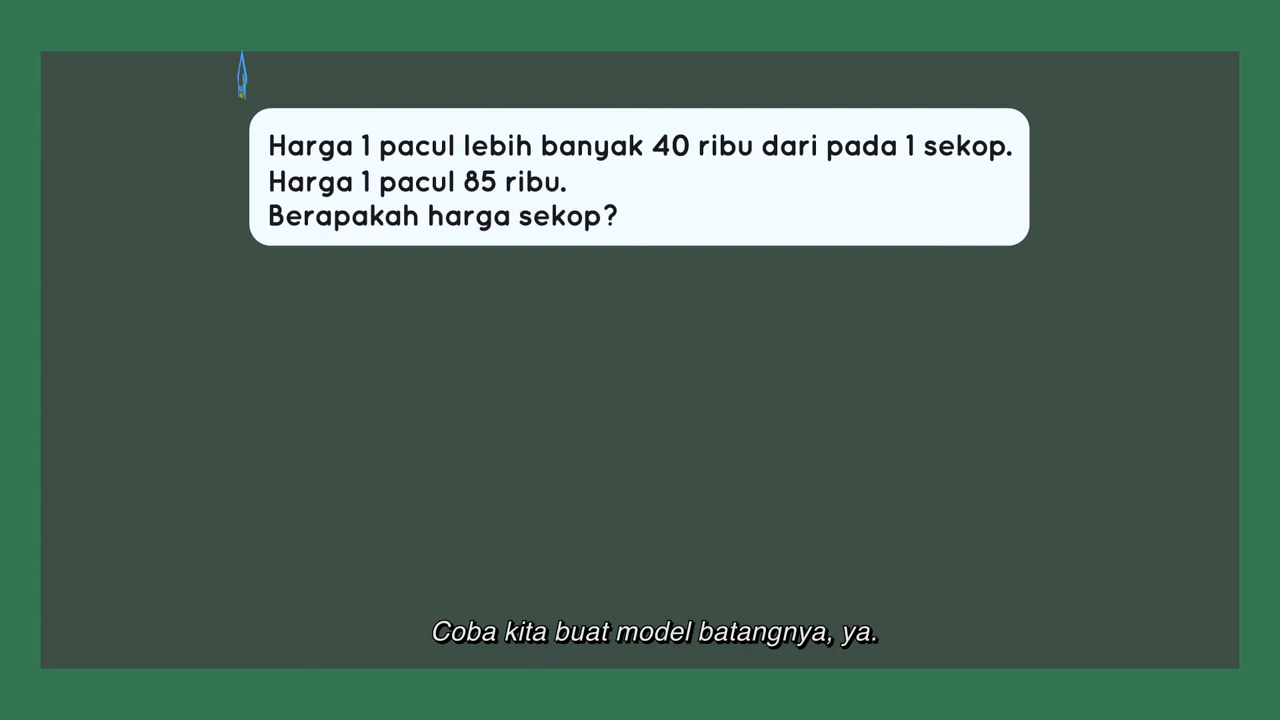 Harga 1 pacul lebih banyak 40 ribu dari pada 1 sekop.
Harga 1 pacul 85 ribu.
Berapakah harga sekop?
Coba kita buat model batangnya, ya.